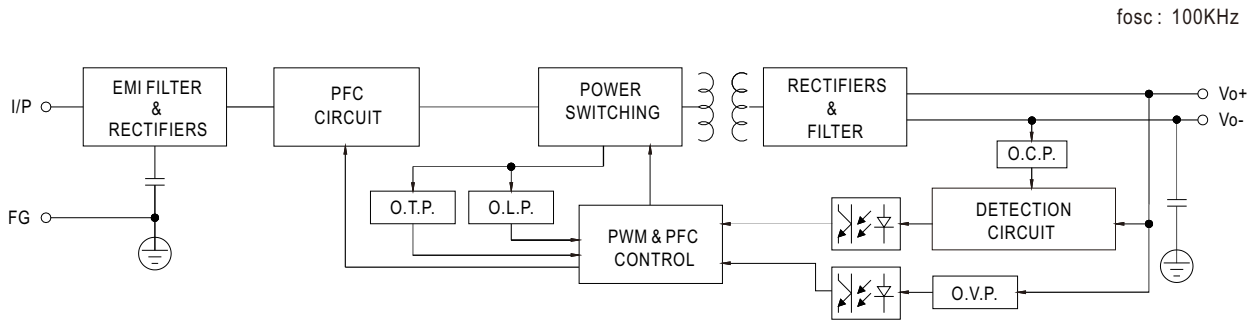 fosc : 100KHz
I/P
EMI FILTER
&
RECTIFIERS
PFC
CIRCUIT
POWER
SWITCHING
RECTIFIERS
&
FILTER
Vo+
Vo-
O.C.P.
O.T.P.
O.L.P.
FG
PWM & PFC
CONTROL
DETECTION
CIRCUIT
O.V.P.